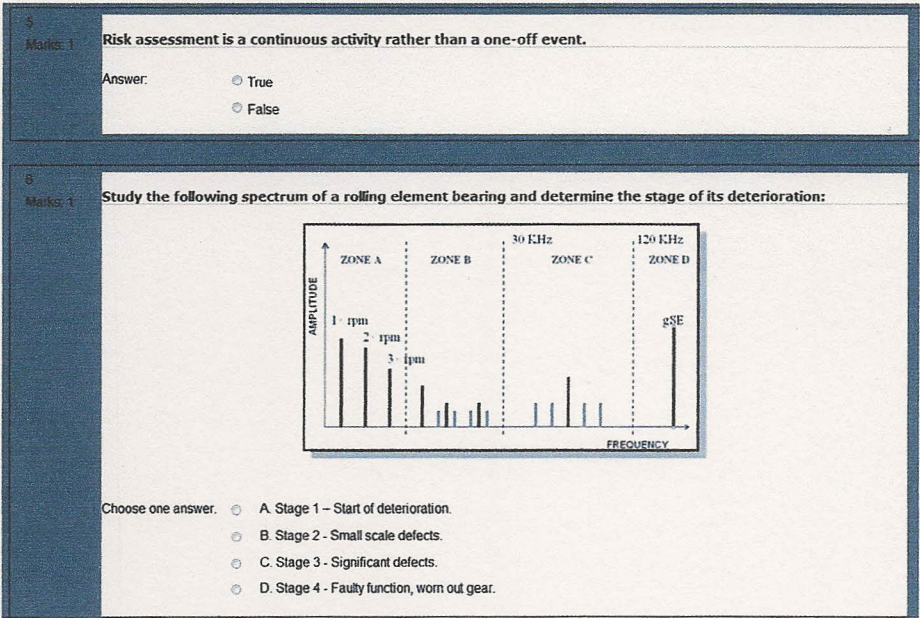 5
Marks: 1
Risk assessment is a continuous activity rather than a one-off event.
Answer:
True
False
6
Marks: 1
Study the following spectrum of a rolling element bearing and determine the stage of its deterioration:
30 KHz
120 KHz
ZONE A
ZONE B
ZONE C
ZONE D
AMPLITUDE
1 · rpm
2 · rpm
3 · rpm
gSE
FREQUENCY
Choose one answer.
A. Stage 1 – Start of deterioration.
B. Stage 2 - Small scale defects.
C. Stage 3 - Significant defects.
D. Stage 4 - Faulty function, worn out gear.